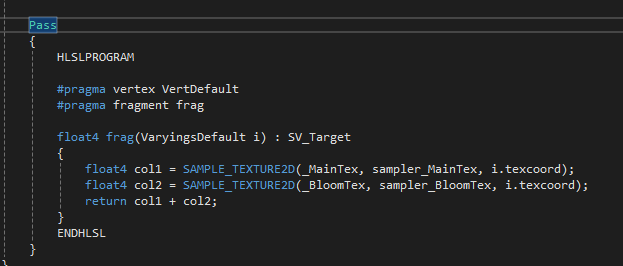 Pass
{
HLSLPROGRAM
#pragma vertex VertDefault
#pragma fragment frag
float4 frag(VaryingsDefault i) : SV_Target
{
float4 col1 = SAMPLE_TEXTURE2D(_MainTex, sampler_MainTex, i.texcoord);
float4 col2 = SAMPLE_TEXTURE2D(_BloomTex, sampler_BloomTex, i.texcoord);
return col1 + col2;
}
ENDHLSL
}
}